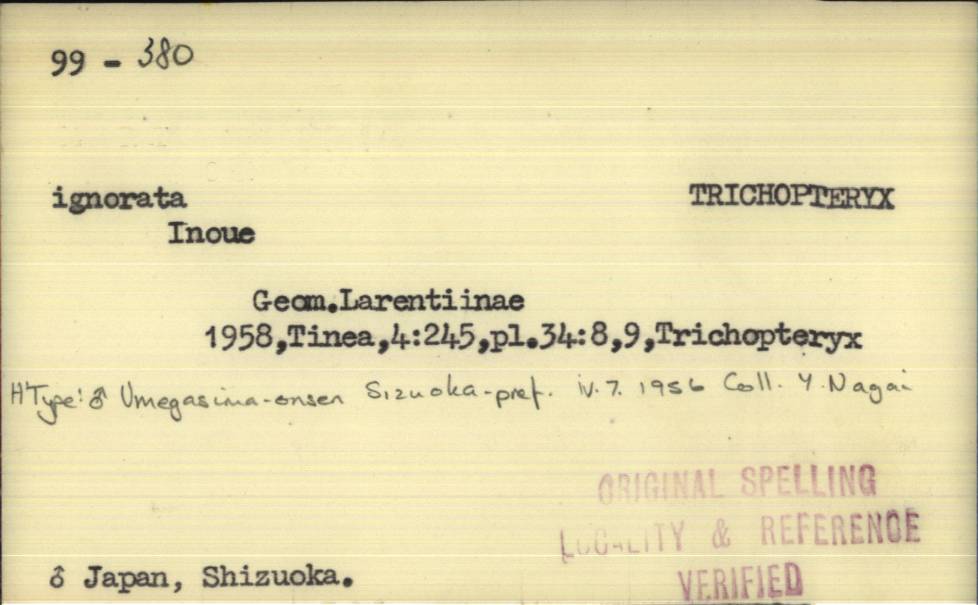 99 - 380
ignorata TRICHOPTERYX
Inoue
Geom.Larentiinae
1958,Tinea,4:245,pl.34:8,9,Trichopteryx
H'Type: ♂ Umegasima-onsen Sizuoka-pref. iv. 7. 1956 Coll. Y. Nagai
ORIGINAL SPELLING
LOCALITY & REFERENCE
VERIFIED
♂ Japan, Shizuoka.